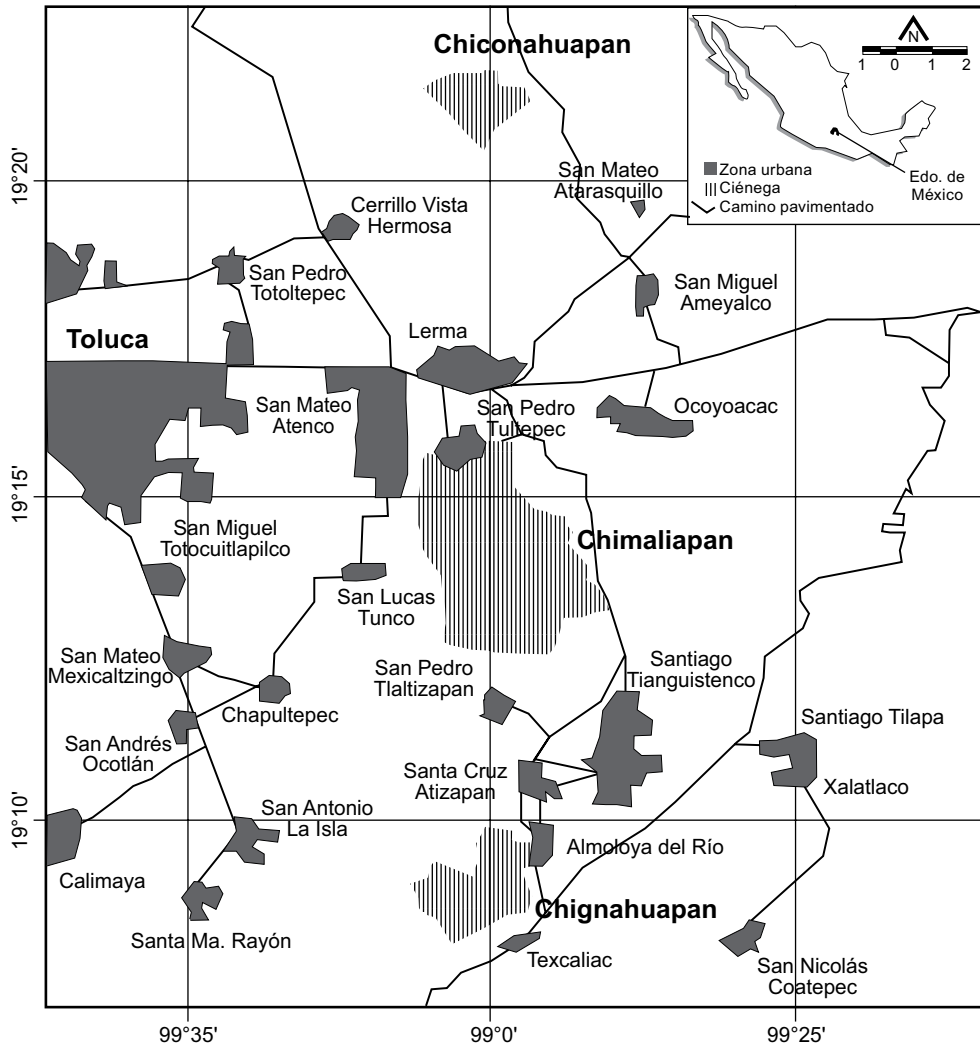 Chiconahuapan
N
1 0 1 2
Zona urbana
Ciénega
Camino pavimentado
Edo. de
México
19°20'
San Mateo
Atarasquillo
Cerrillo Vista
Hermosa
San Pedro
Totoltepec
San Miguel
Ameyalco
Toluca
Lerma
San Mateo
Atenco
San Pedro
Tultepec
Ocoyoacac
19°15'
San Miguel
Totocuitlapilco
Chimaliapan
San Lucas
Tunco
San Mateo
Mexicaltzingo
San Pedro
Tlaltizapan
Santiago
Tianguistenco
Chapultepec
Santiago Tilapa
San Andrés
Ocotlán
Santa Cruz
Atizapan
Xalatlaco
19°10'
San Antonio
La Isla
Almoloya del Río
Calimaya
Chignahuapan
Santa Ma. Rayón
Texcaliac
San Nicolás
Coatepec
99°35'
99°0'
99°25'